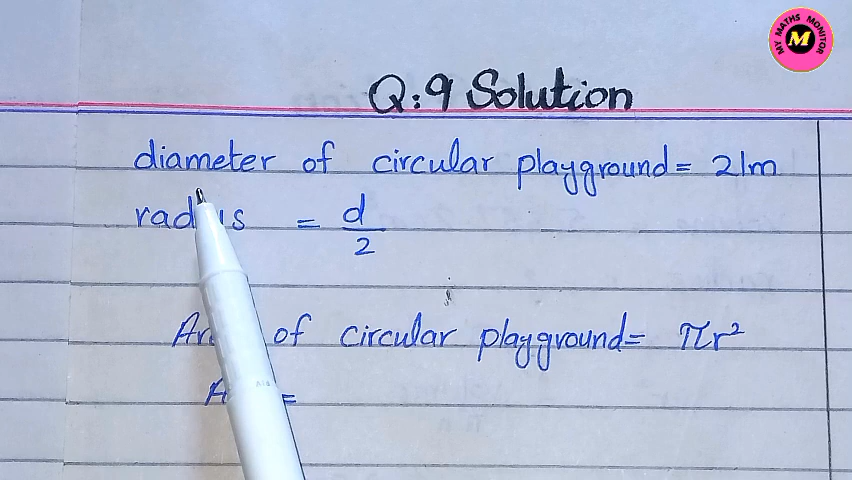 MY MATHS MONITOR
M
Q:9 Solution
diameter of circular playground = 21m
= d/2
of circular playground = πr²
=